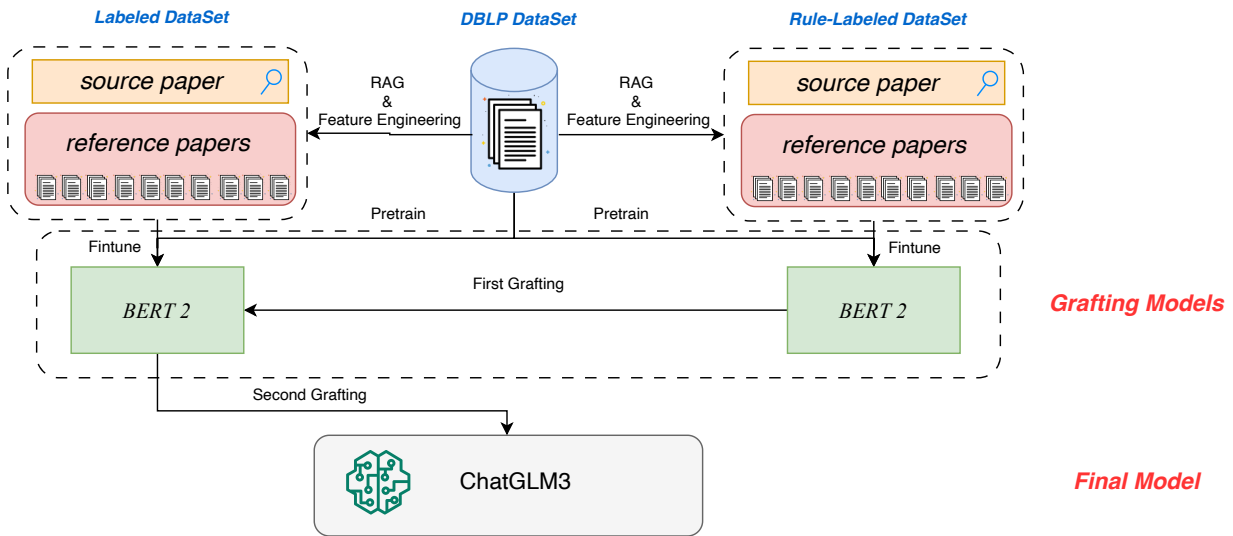 Labeled DataSet
DBLP DataSet
Rule-Labeled DataSet
source paper
reference papers
RAG
&
Feature Engineering
RAG
&
Feature Engineering
source paper
reference papers
Pretrain
Pretrain
Fintune
Fintune
BERT 2
First Grafting
BERT 2
Grafting Models
Second Grafting
ChatGLM3
Final Model